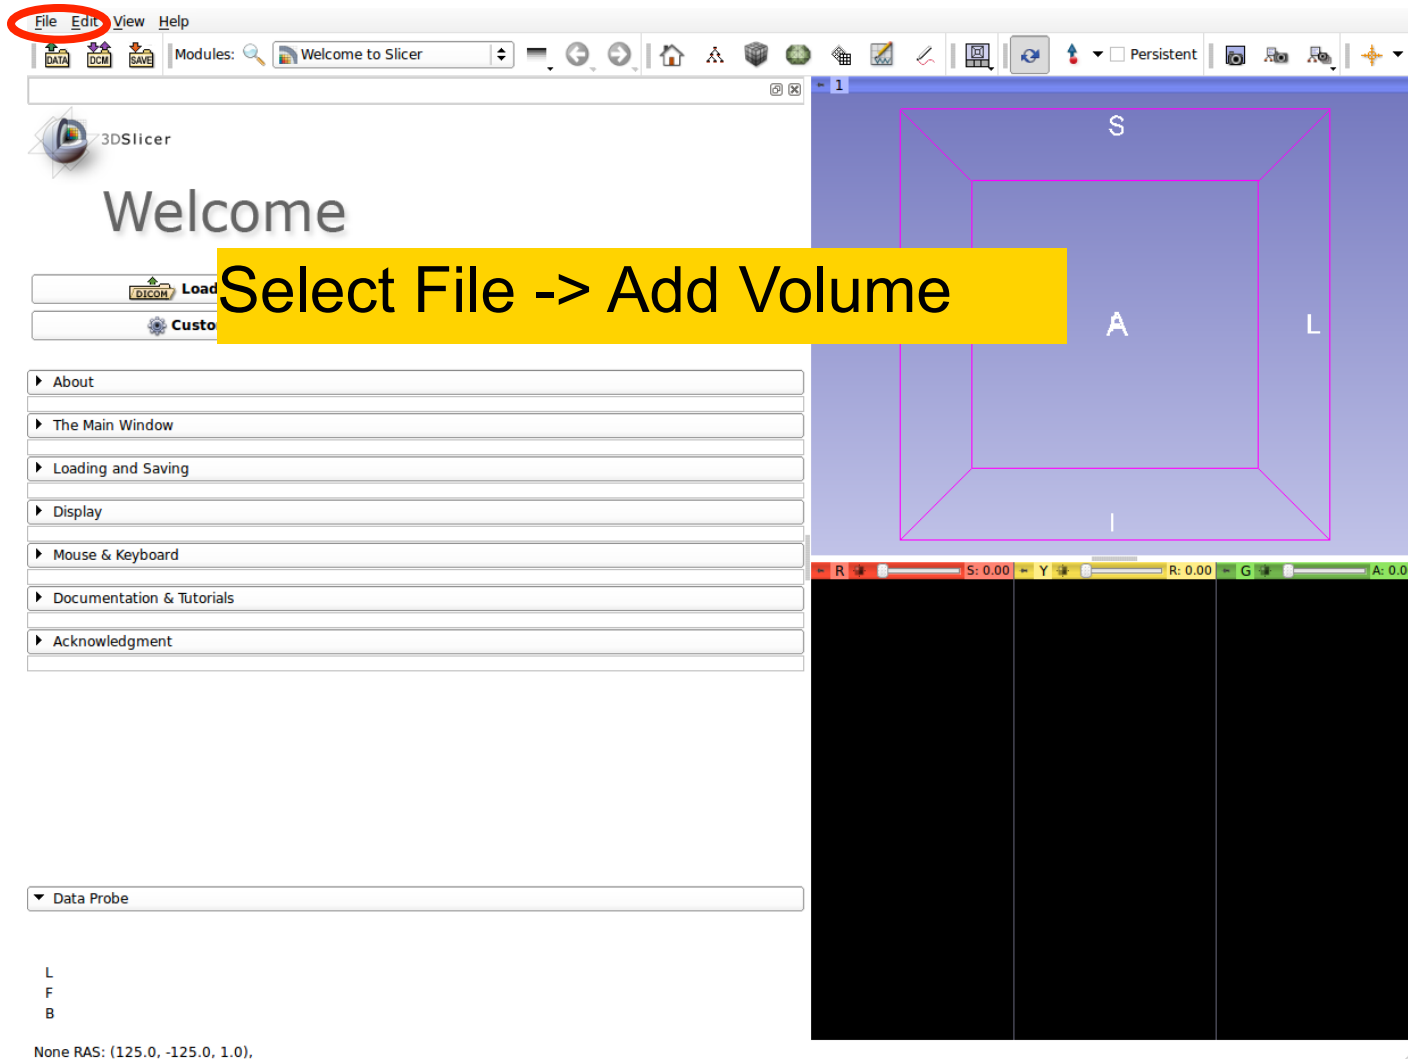 File Edit View Help
DATA DCM SAVE Modules: Welcome to Slicer Persistent
1
3DSlicer
Welcome
S
DICOM Load
Select File -> Add Volume
Custo
A L
About
The Main Window
Loading and Saving
Display
I
Mouse & Keyboard
R S: 0.00 Y R: 0.00 G A: 0.0
Documentation & Tutorials
Acknowledgment
Data Probe
L
F
B
None RAS: (125.0, -125.0, 1.0),